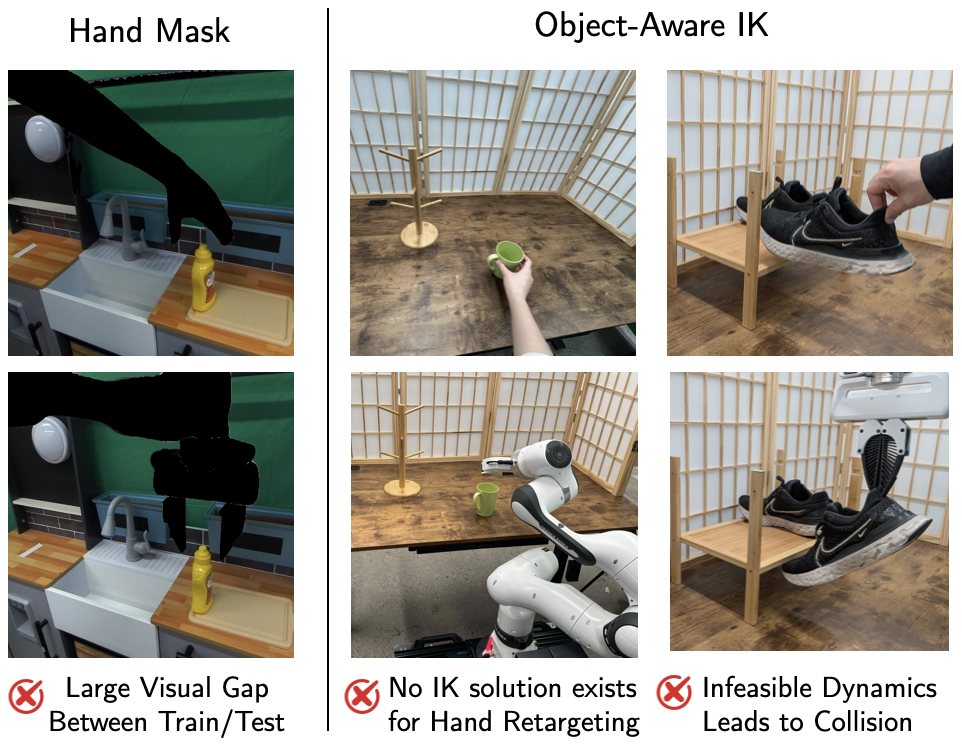 Hand Mask
Object-Aware IK
Large Visual Gap
Between Train/Test
No IK solution exists
for Hand Retargeting
Infeasible Dynamics
Leads to Collision